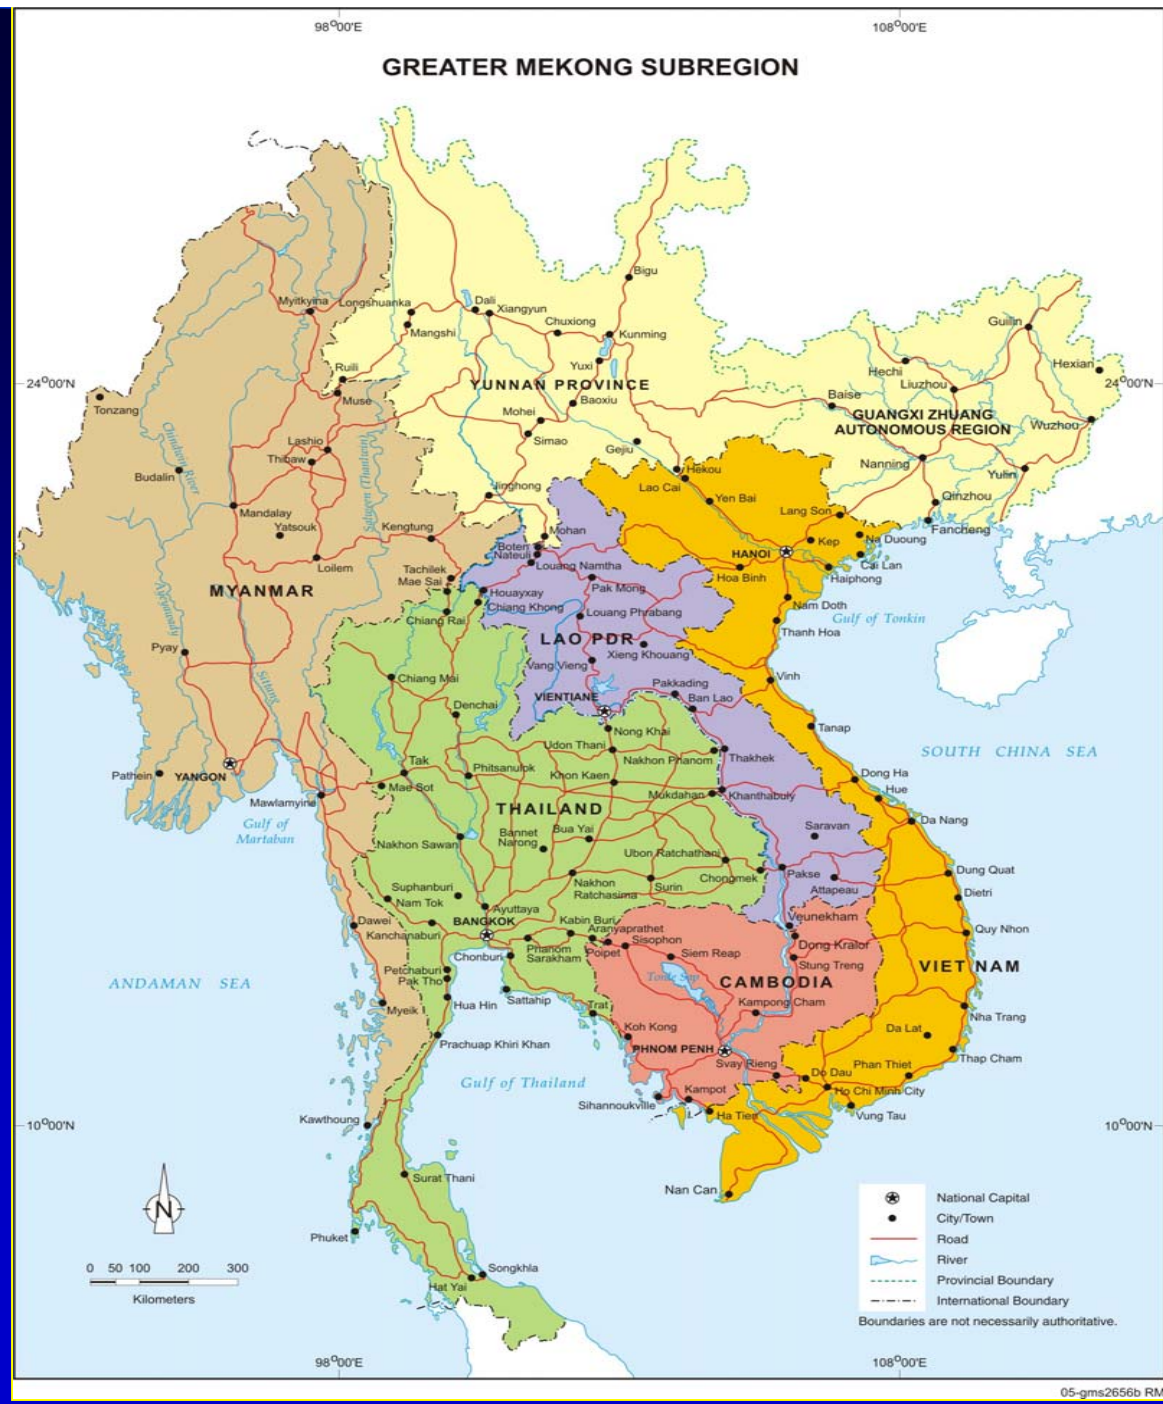 98°00'E
108°00'E
GREATER MEKONG SUBREGION
Bigu
Myitkyina
Longshuanka
Dali
Xiangyun
Chuxiong
Kunming
Mangshi
Guilin
Yuxi
Hechi
Hexian
Ruili
24°00'N
YUNNAN PROVINCE
Liuzhou
24°00'N
Muse
Baoxiu
Baise
Tonzang
Mohei
GUANGXI ZHUANG
AUTONOMOUS REGION
Wuzhou
Simao
Lashio
Gejiu
Thibaw
Chindwin River
Salween (Thanlwin)
Nanning
Hekou
Yulin
Budalin
Lao Cai
Jinghong
Yen Bai
Qinzhou
Mandalay
Lang Son
Yatsouk
Kengtung
Mohan
Fancheng
Boten
Kep
Na Duoung
HANOI
Nateuil
Louang Namtha
Cai Lan
Loilem
Tachilek
Hoa Binh
Haiphong
Mae Sai
MYANMAR
Houayxay
Pak Mong
Ayeyarwady
Chiang Khong
Nam Doth
Chiang Rai
Louang Phrabang
Gulf of Tonkin
Thanh Hoa
LAO PDR
Pyay
Xieng Khouang
Vang Vieng
Sittung
Chiang Mai
Vinh
VIENTIANE
Pakkading
Ban Lao
Denchai
Nong Khai
Tanap
Udon Thani
Thakhek
SOUTH CHINA SEA
Tak
Nakhon Phanom
Pathein
YANGON
Phitsanulok
Khon Kaen
Dong Ha
Mae Sot
Mukdahan
Khanthabuly
Hue
Mawlamyine
THAILAND
Da Nang
Gulf of
Martaban
Bannet
Narong
Bua Yai
Saravan
Nakhon Sawan
Ubon Ratchathani
Dung Quat
Chongmek
Pakse
Suphanburi
Nakhon
Ratchasima
Surin
Attapeau
Nam Tok
Dietri
Ayuttaya
BANGKOK
Kabin Buri
Veunekham
Dawei
Aranyaprathet
Quy Nhon
Kanchanaburi
Sisophon
Dong Kralor
Phanom
Sarakham
Poipet
Siem Reap
Chonburi
Stung Treng
VIET NAM
Petchaburi
Tonle Sap
ANDAMAN SEA
Pak Tho
CAMBODIA
Hua Hin
Sattahip
Trat
Kampong Cham
Myeik
Nha Trang
Koh Kong
Da Lat
Prachuap Khiri Khan
PHNOM PENH
Thap Cham
Svay Rieng
Phan Thiet
Do Dau
Gulf of Thailand
Kampot
Ho Chi Minh City
Sihannoukville
Vung Tau
Kawthoung
Ha Tien
10°00'N
10°00'N
Surat Thani
Nan Can
N
National Capital
City/Town
Phuket
Road
River
0 50 100 200 300
Songkhla
Provincial Boundary
Kilometers
Hat Yai
International Boundary
Boundaries are not necessarily authoritative.
98°00'E
108°00'E
05-gms2656b RM